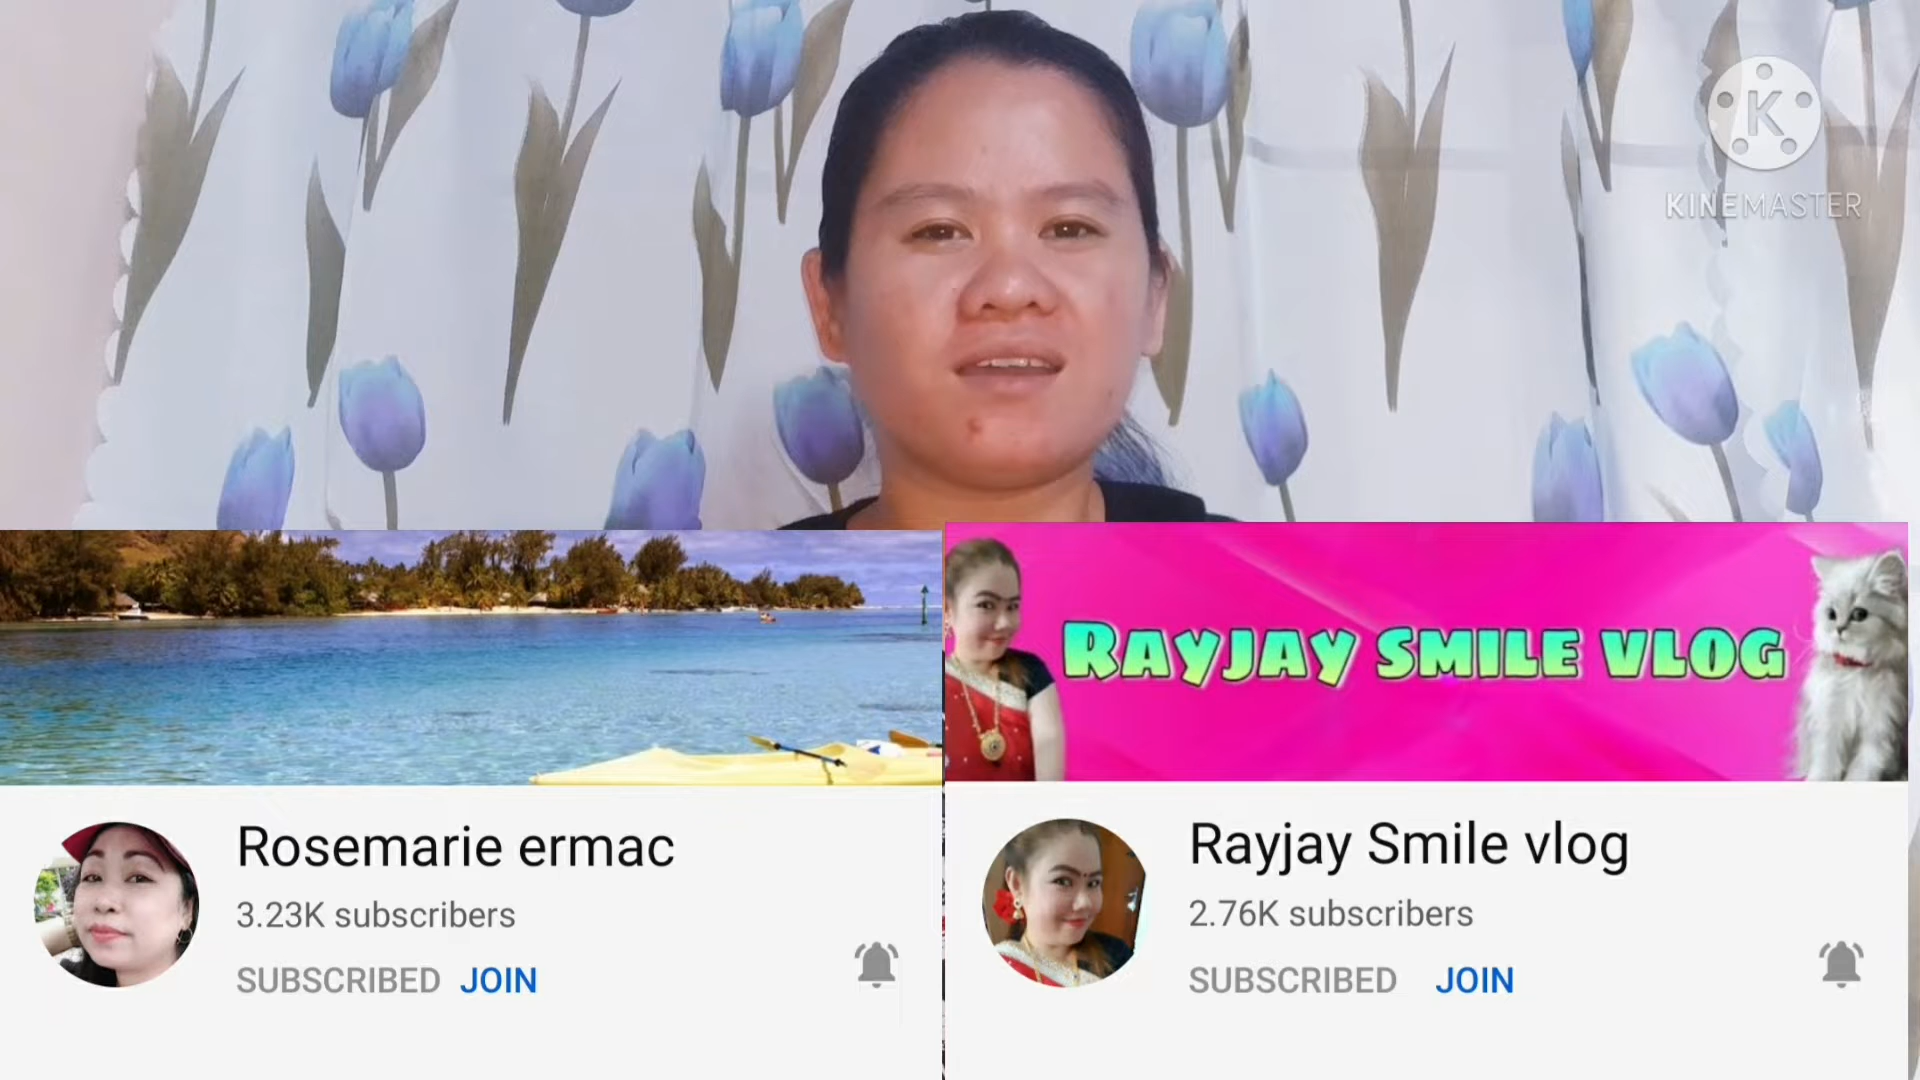 K
KINEMASTER
RAYJAY SMILE VLOG
Rosemarie ermac
3.23K subscribers
SUBSCRIBED JOIN
Rayjay Smile vlog
2.76K subscribers
SUBSCRIBED JOIN